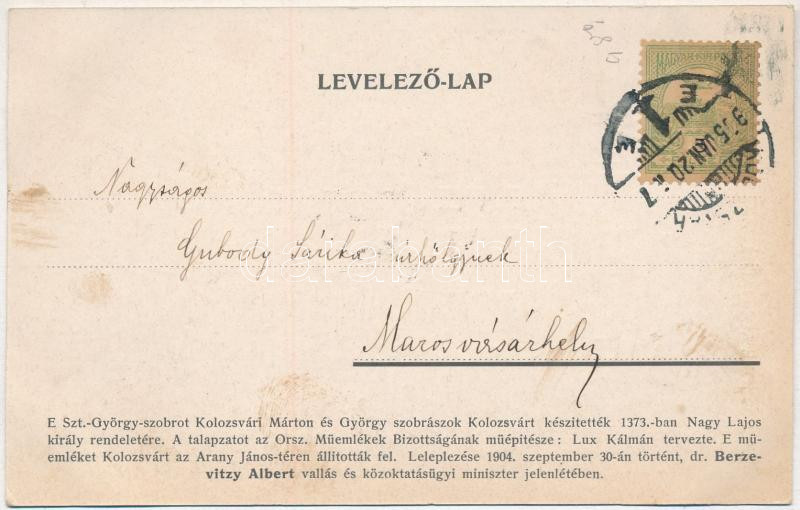 LEVELEZŐ-LAP
Nagyságos
Gubody Sárika úrhölgynek
Marosvásárhely
E Szt.-György-szobrot Kolozsvári Márton és György szobrászok Kolozsvárt készitették 1373.-ban Nagy Lajos
király rendeletére. A talapzatot az Orsz. Műemlékek Bizottságának műépitésze: Lux Kálmán tervezte. E mű-
emléket Kolozsvárt az Arany János-téren állitották fel. Leleplezése 1904. szeptember 30-án történt, dr. Berze-
vitzy Albert vallás és közoktatásügyi miniszter jelenlétében.
darabanth